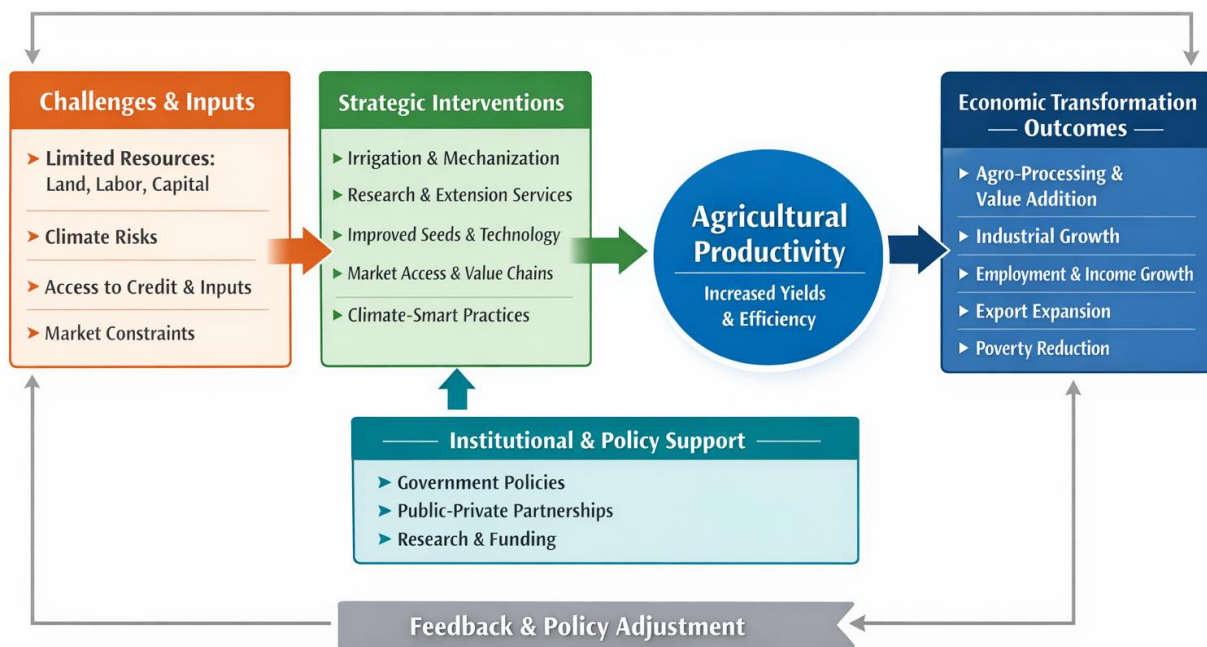 Challenges & Inputs
Limited Resources:
Land, Labor, Capital
Climate Risks
Access to Credit & Inputs
Market Constraints
Strategic Interventions
Irrigation & Mechanization
Research & Extension Services
Improved Seeds & Technology
Market Access & Value Chains
Climate-Smart Practices
Agricultural
Productivity
Increased Yields
& Efficiency
Economic Transformation
Outcomes
Agro-Processing &
Value Addition
Industrial Growth
Employment & Income Growth
Export Expansion
Poverty Reduction
Institutional & Policy Support
Government Policies
Public-Private Partnerships
Research & Funding
Feedback & Policy Adjustment